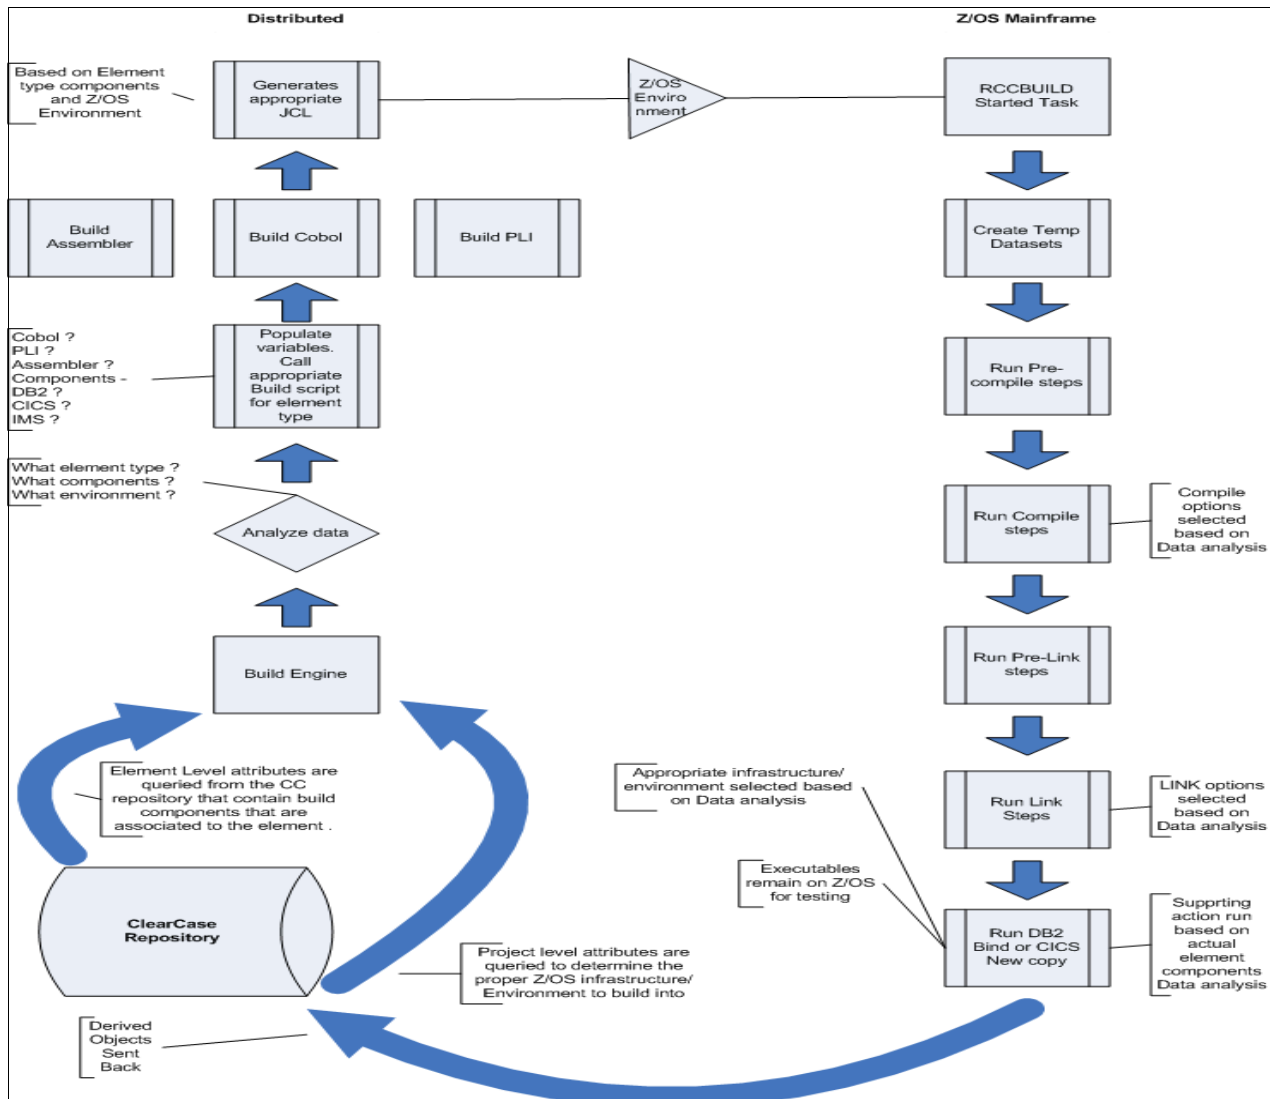 Distributed
Z/OS Mainframe
Based on Element
type components
and Z/OS
Environment
Generates
appropriate
JCL
Z/OS
Enviro
nment
RCCBUILD
Started Task
Build
Assembler
Build Cobol
Build PLI
Create Temp
Datasets
Cobol ?
PLI ?
Assembler ?
Components -
DB2 ?
CICS ?
IMS ?
Populate
variables.
Call
appropriate
Build script
for element
type
Run Pre-
compile steps
What element type ?
What components ?
What environment ?
Analyze data
Run Compile
steps
Compile
options
selected
based on
Data analysis
Build Engine
Run Pre-Link
steps
Element Level attributes are
queried from the CC
repository that contain build
components that are
associated to the element .
Appropriate infrastructure/
environment selected based
on Data analysis
Run Link
Steps
LINK options
selected
based on
Data analysis
Executables
remain on Z/OS
for testing
ClearCase
Repository
Run DB2
Bind or CICS
New copy
Supprting
action run
based on
actual
element
components
Data analysis
Project level attributes are
queried to determine the
proper Z/OS infrastructure/
Environment to build into
Derived
Objects
Sent
Back